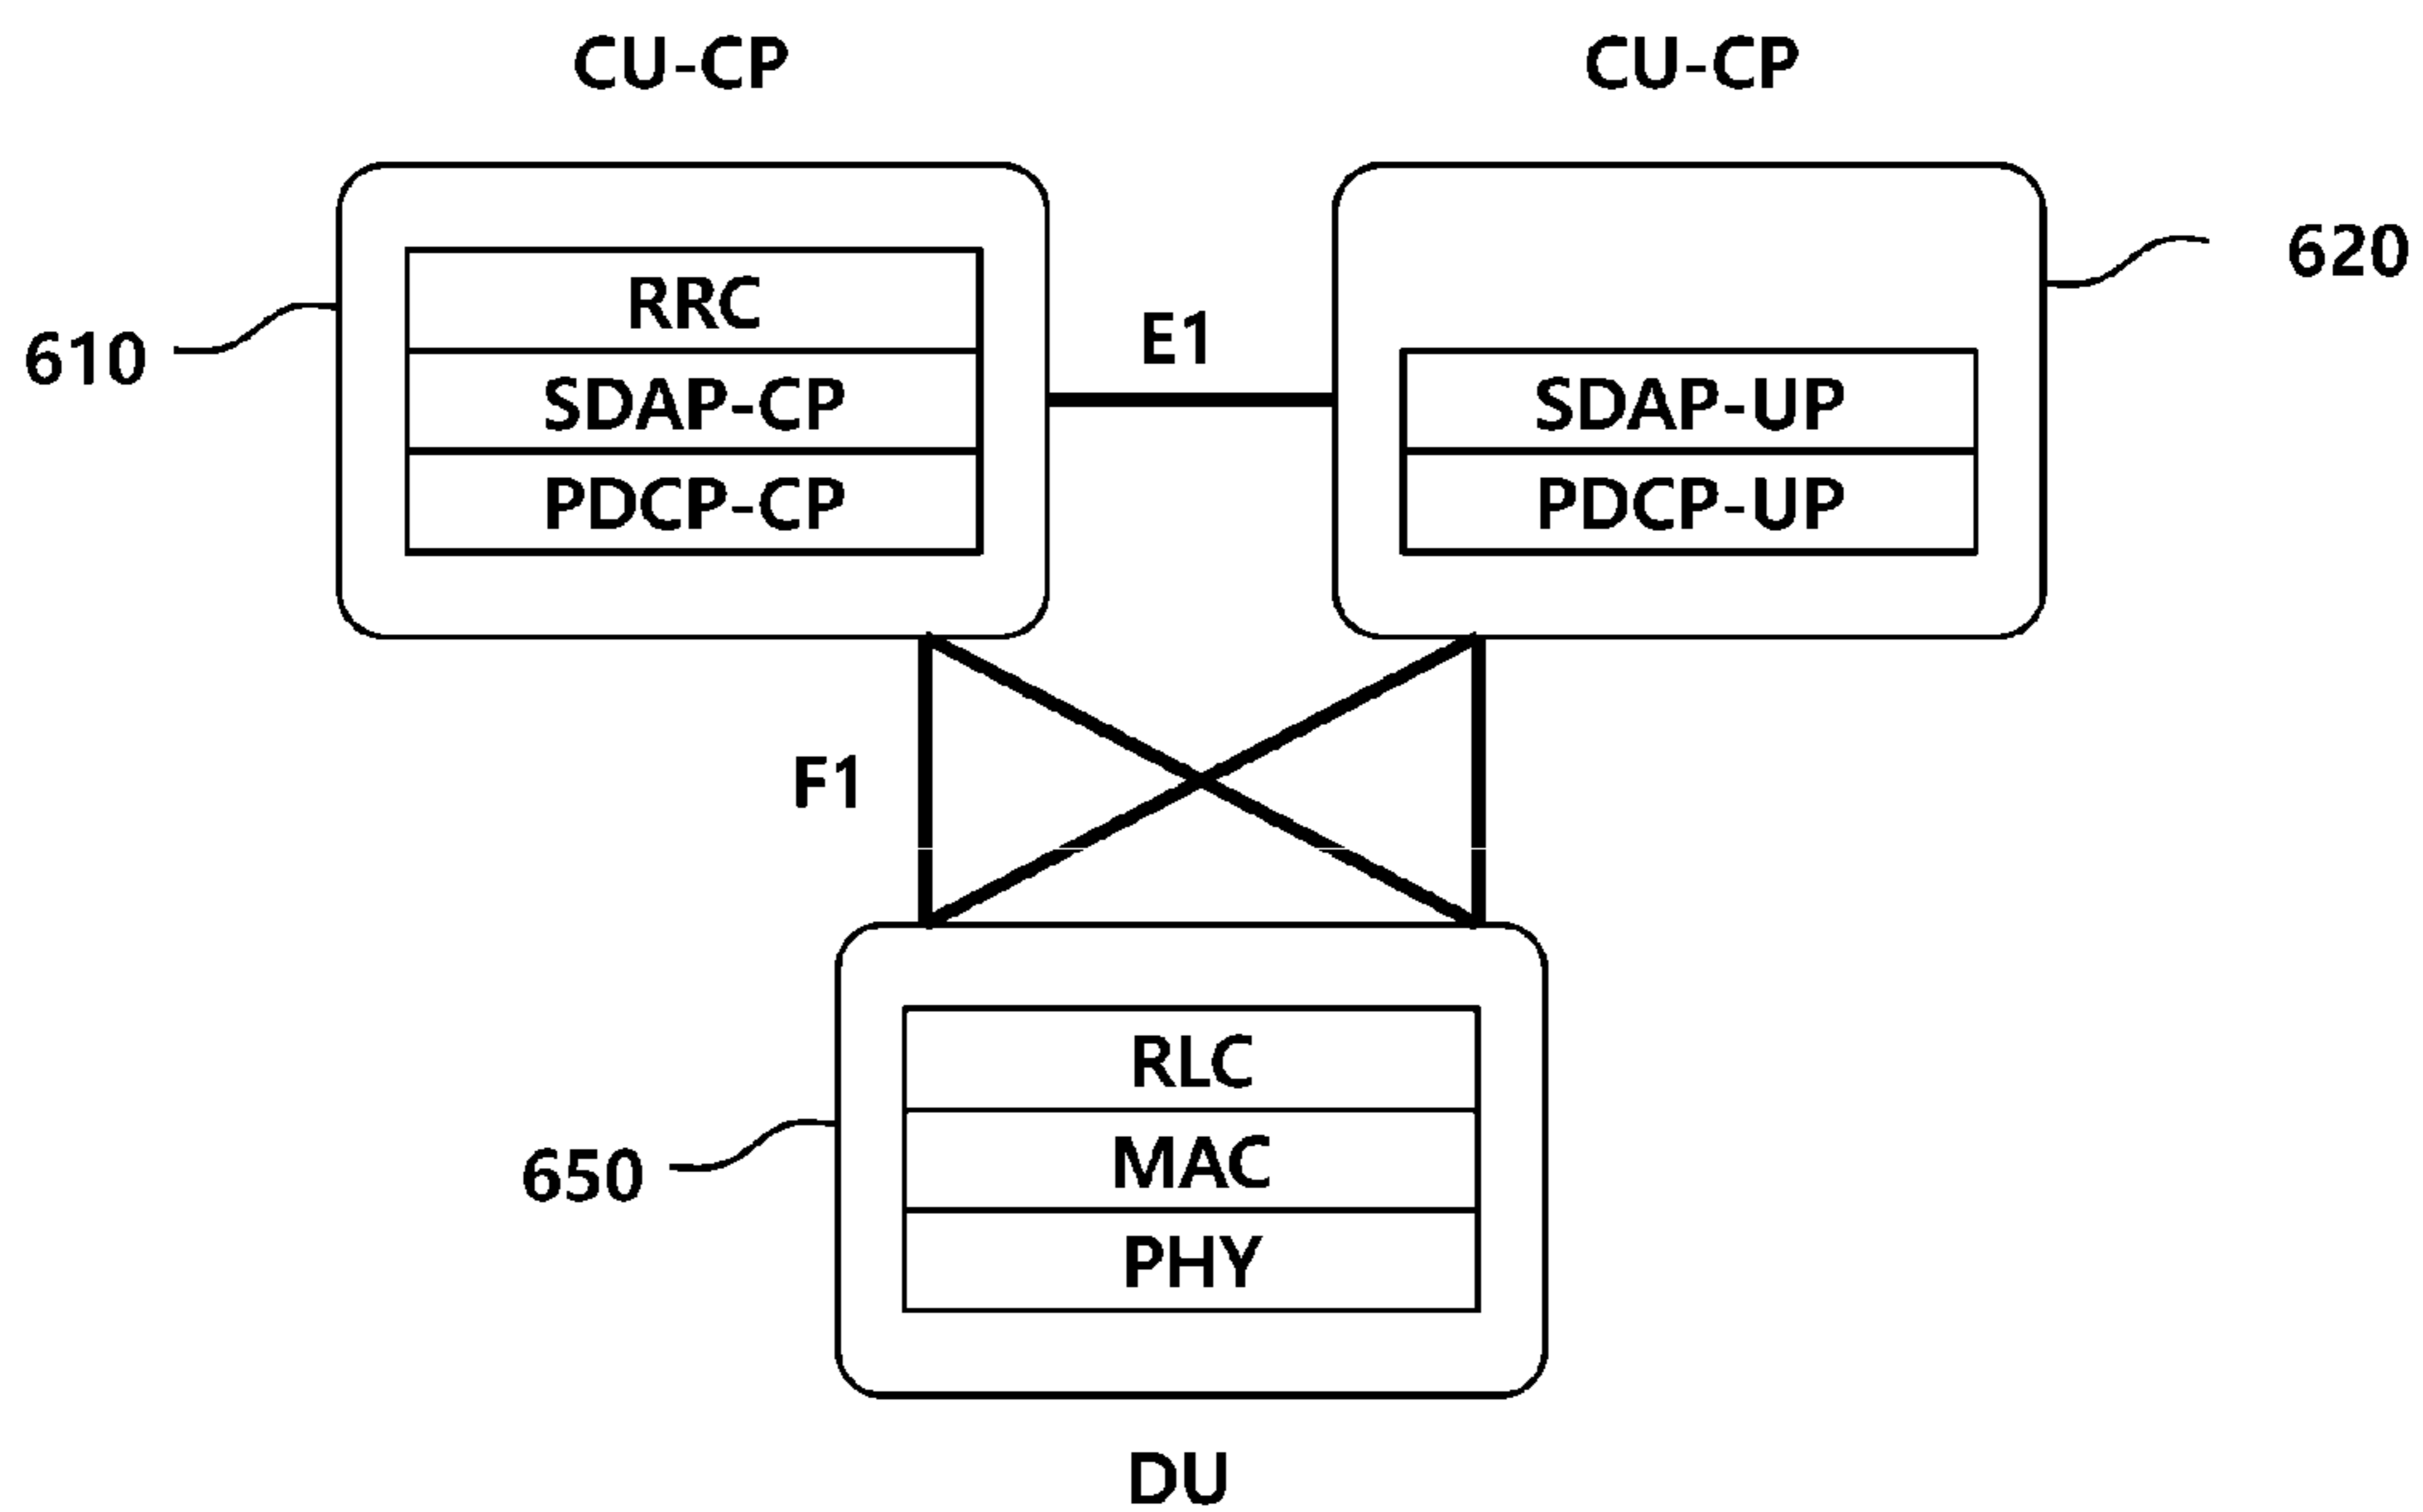 CU-CP
CU-CP
620
RRC
E1
610
SDAP-CP
SDAP-UP
PDCP-CP
PDCP-UP
F1
RLC
MAC
650
PHY
DU